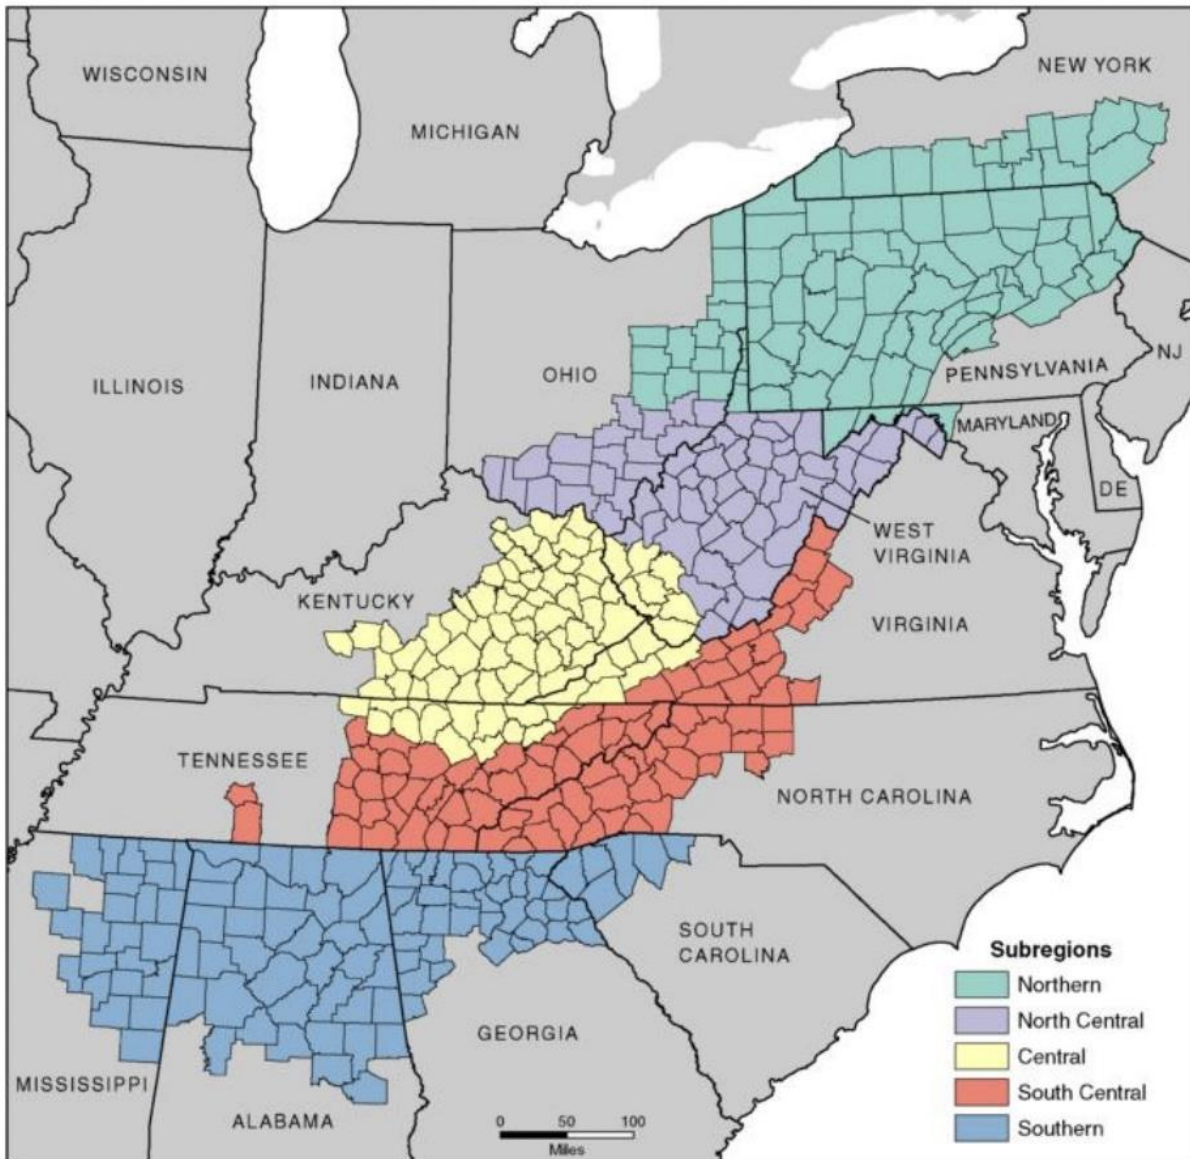 WISCONSIN
NEW YORK
MICHIGAN
ILLINOIS
INDIANA
OHIO
PENNSYLVANIA
NJ
MARYLAND
DE
WEST
VIRGINIA
KENTUCKY
VIRGINIA
TENNESSEE
NORTH CAROLINA
SOUTH
CAROLINA
GEORGIA
MISSISSIPPI
ALABAMA
0 50 100
Miles
Subregions
Northern
North Central
Central
South Central
Southern